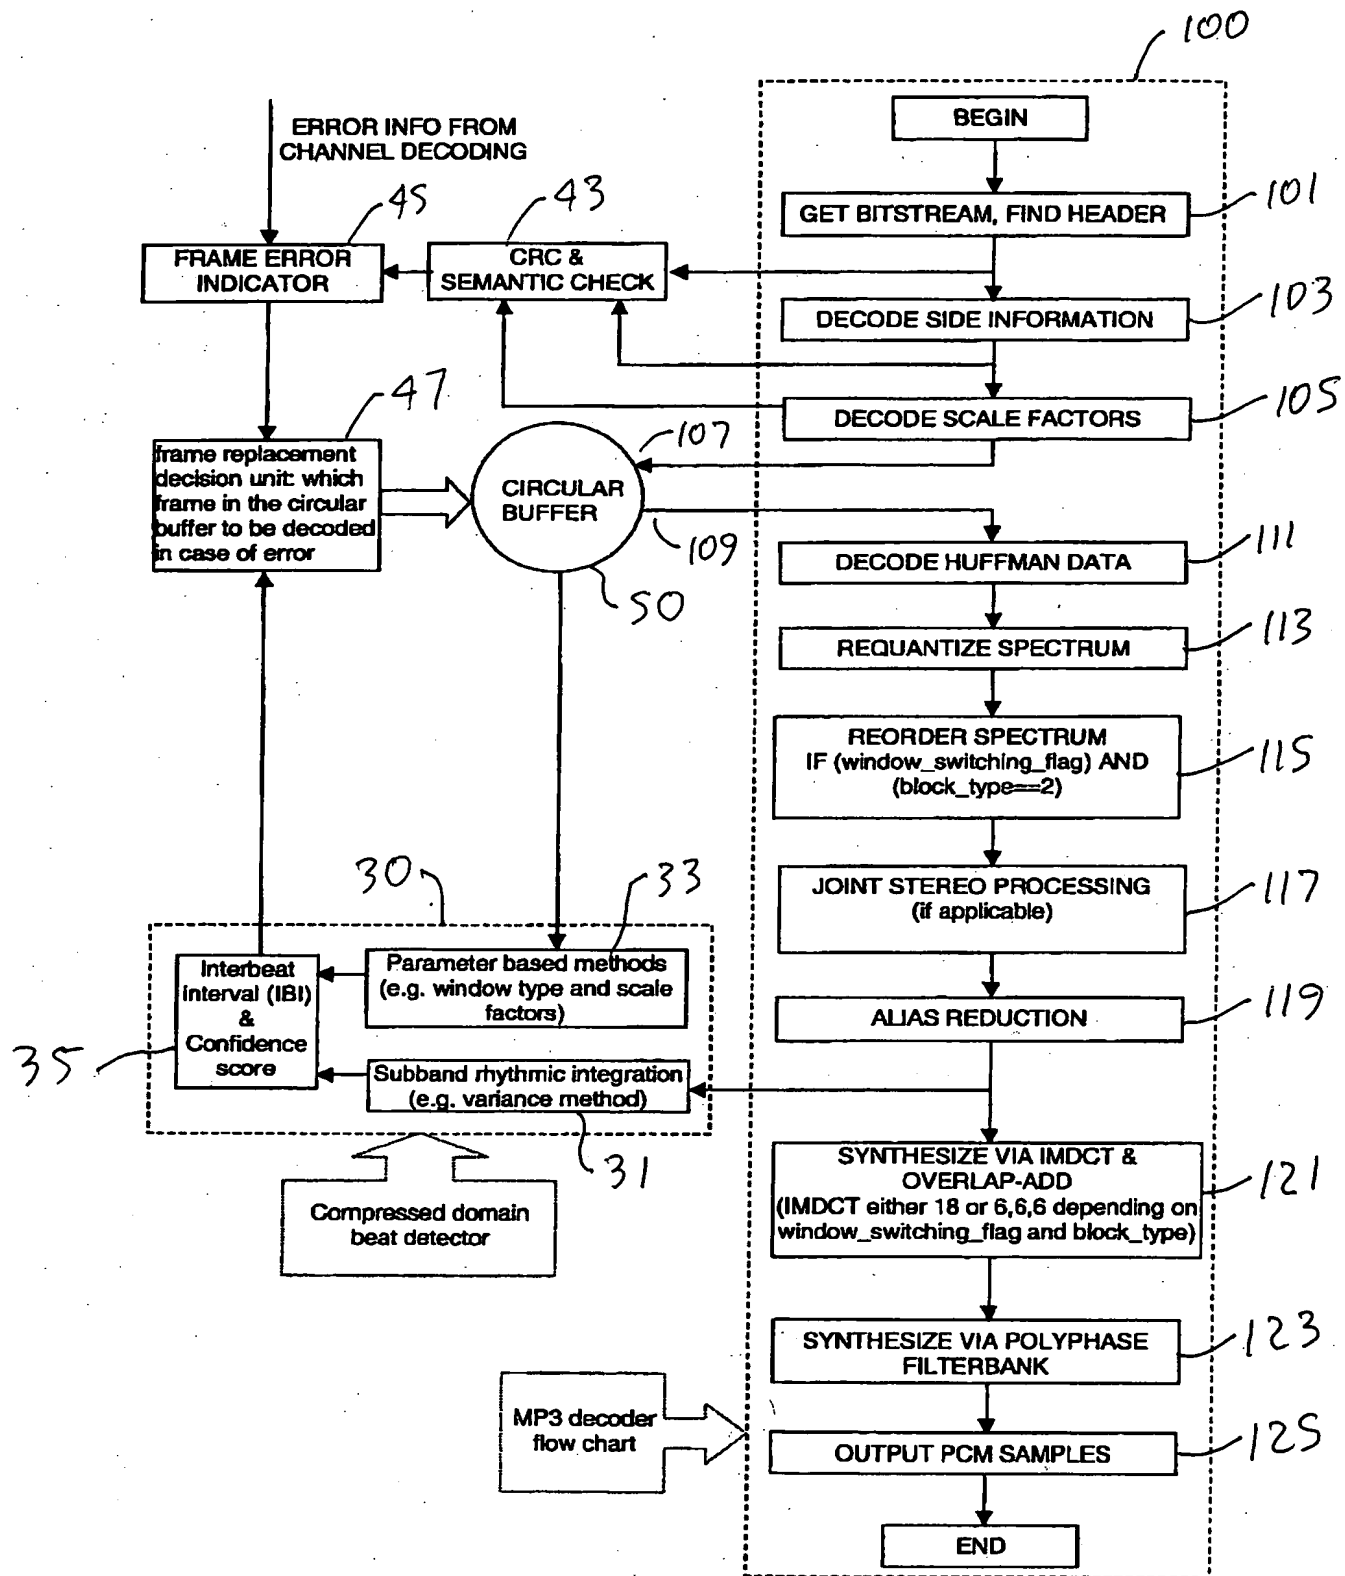 100
BEGIN
ERROR INFO FROM
CHANNEL DECODING
45
43
101
GET BITSTREAM, FIND HEADER
FRAME ERROR
INDICATOR
CRC &
SEMANTIC CHECK
103
DECODE SIDE INFORMATION
47
105
DECODE SCALE FACTORS
107
frame replacement
decision unit: which
frame in the circular
buffer to be decoded
in case of error
CIRCULAR
BUFFER
109
50
111
DECODE HUFFMAN DATA
113
REQUANTIZE SPECTRUM
REORDER SPECTRUM
IF (window_switching_flag) AND
(block_type==2)
115
30
33
JOINT STEREO PROCESSING
(if applicable)
117
Interbeat
interval (IBI)
&
Confidence
score
35
Parameter based methods
(e.g. window type and scale
factors)
ALIAS REDUCTION
119
Subband rhythmic integration
(e.g. variance method)
31
SYNTHESIZE VIA IMDCT &
OVERLAP-ADD
(IMDCT either 18 or 6,6,6 depending on
window_switching_flag and block_type)
121
Compressed domain
beat detector
SYNTHESIZE VIA POLYPHASE
FILTERBANK
123
MP3 decoder
flow chart
OUTPUT PCM SAMPLES
125
END